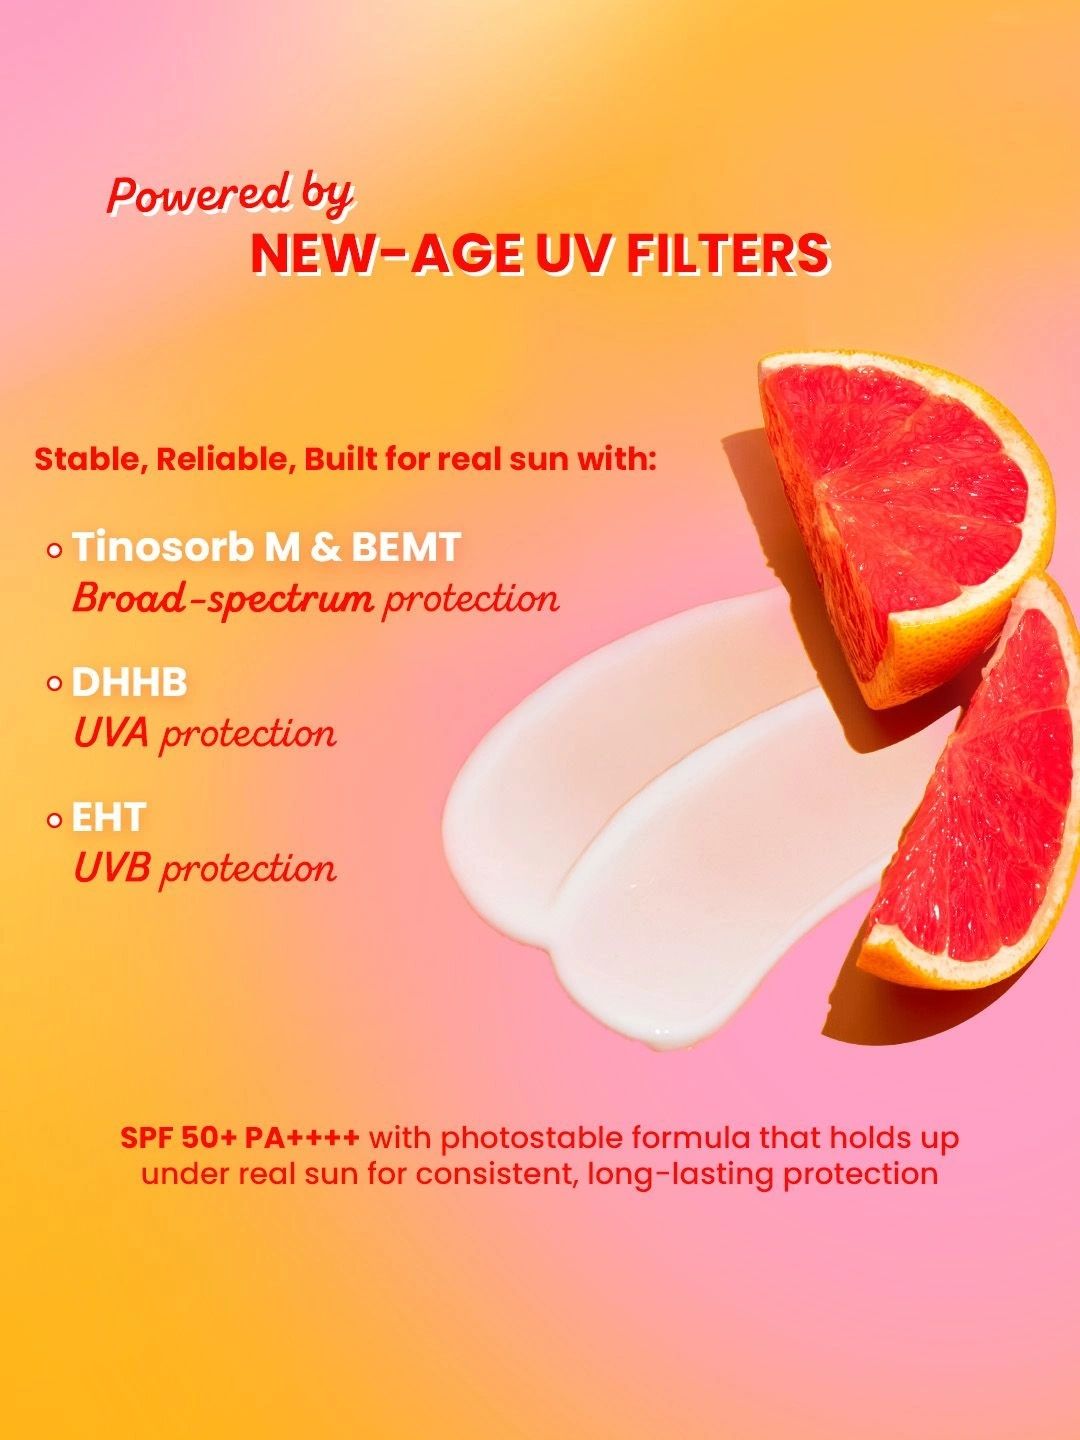 Powered by
NEW-AGE UV FILTERS
Stable, Reliable, Built for real sun with:
Tinosorb M & BEMT
Broad-spectrum protection
DHHB
UVA protection
EHT
UVB protection
SPF 50+ PA++++ with photostable formula that holds up
under real sun for consistent, long-lasting protection